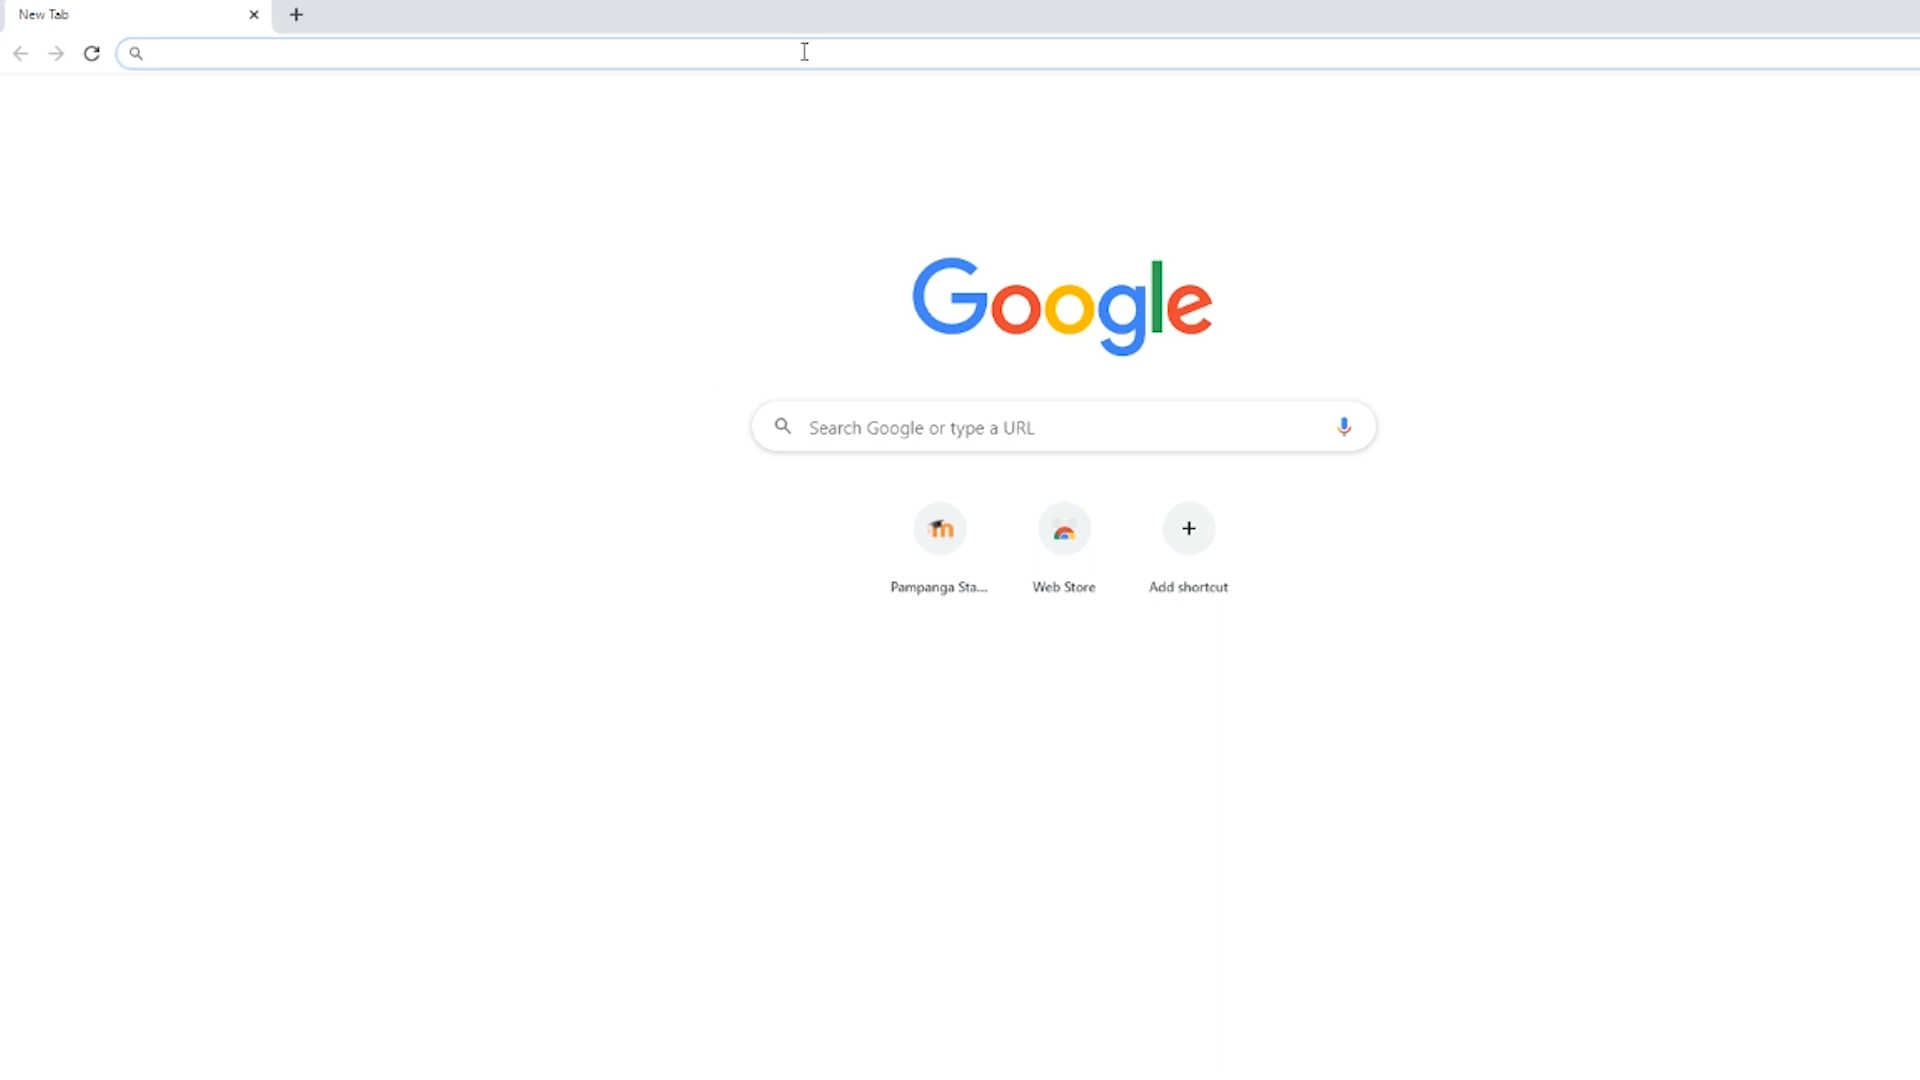 New Tab
Google
Search Google or type a URL
Pampanga Sta...
Web Store
Add shortcut